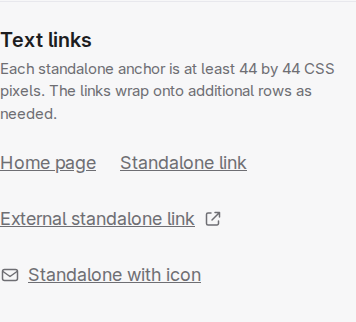 Text links
Each standalone anchor is at least 44 by 44 CSS
pixels. The links wrap onto additional rows as
needed.
Home page Standalone link
External standalone link
Standalone with icon